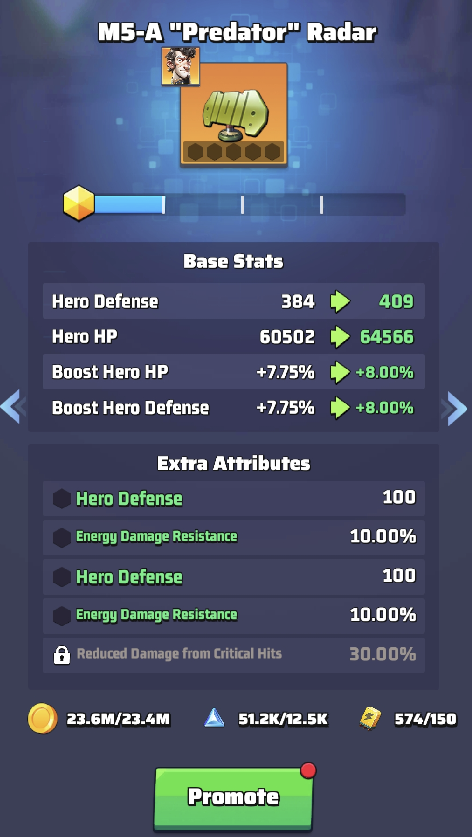 M5-A "Predator" Radar
Base Stats
Hero Defense 384 409
Hero HP 60502 64566
Boost Hero HP +7.75% +8.00%
Boost Hero Defense +7.75% +8.00%
Extra Attributes
Hero Defense 100
Energy Damage Resistance 10.00%
Hero Defense 100
Energy Damage Resistance 10.00%
Reduced Damage from Critical Hits 30.00%
23.6M/23.4M 51.2K/12.5K 574/150
Promote